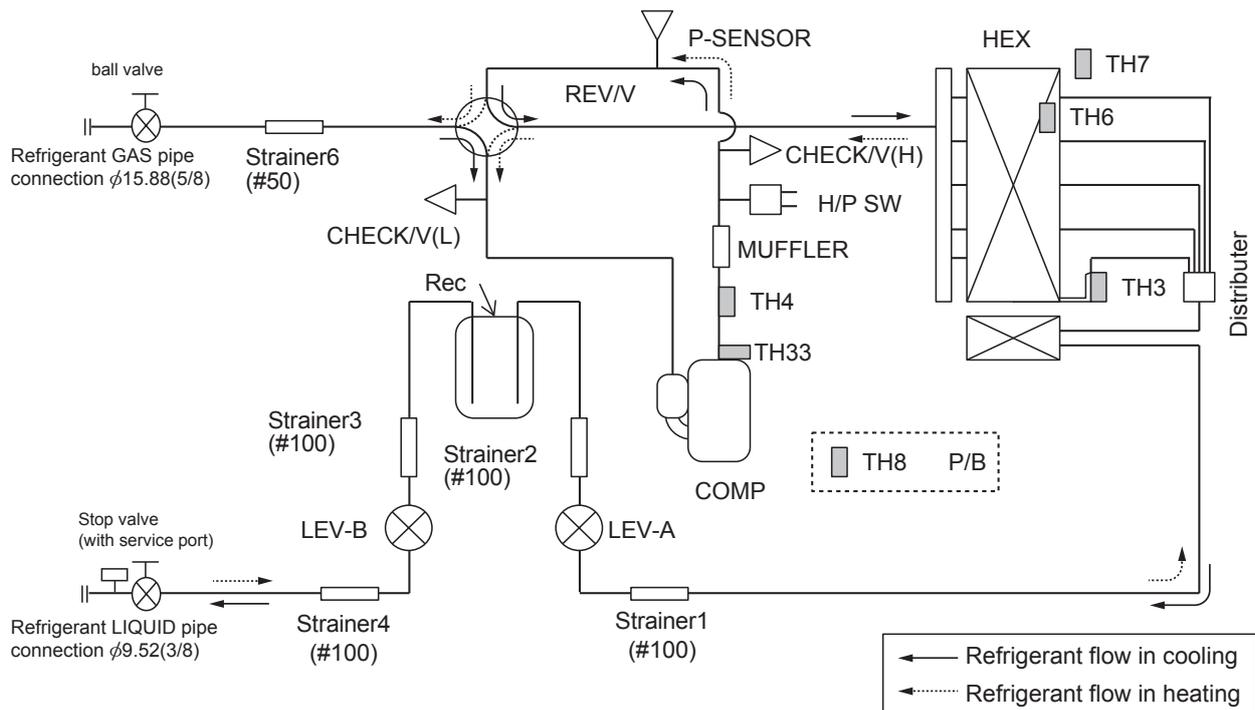 P-SENSOR
HEX
TH7
ball valve
REV/V
TH6
Refrigerant GAS pipe
connection ϕ15.88(5/8)
Strainer6
(#50)
CHECK/V(H)
H/P SW
CHECK/V(L)
MUFFLER
Rec
TH4
TH3
Distributer
TH33
Strainer3
(#100)
Strainer2
(#100)
TH8 P/B
COMP
Stop valve
(with service port)
LEV-B
LEV-A
Refrigerant LIQUID pipe
connection ϕ9.52(3/8)
Strainer4
(#100)
Strainer1
(#100)
Refrigerant flow in cooling
Refrigerant flow in heating